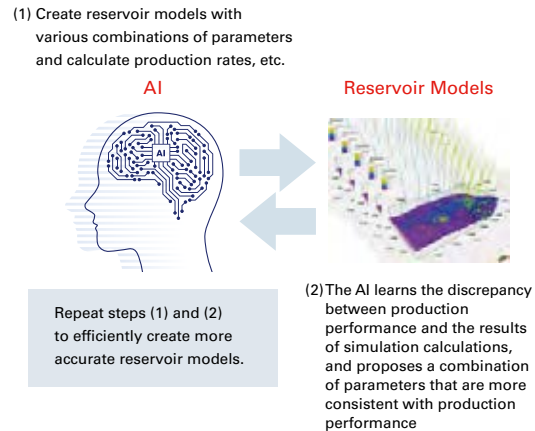 (1) Create reservoir models with
various combinations of parameters
and calculate production rates, etc.
AI
Reservoir Models
AI
Repeat steps (1) and (2)
to efficiently create more
accurate reservoir models.
(2) The AI learns the discrepancy
between production
performance and the results
of simulation calculations,
and proposes a combination
of parameters that are more
consistent with production
performance